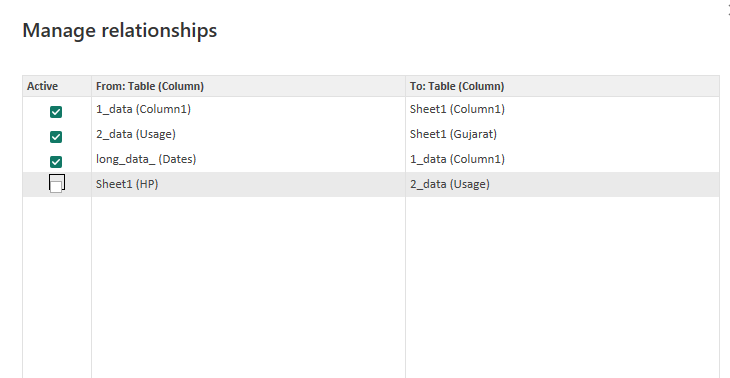 Manage relationships
Active From: Table (Column) To: Table (Column)
1_data (Column1) Sheet1 (Column1)
2_data (Usage) Sheet1 (Gujarat)
long_data_ (Dates) 1_data (Column1)
Sheet1 (HP) 2_data (Usage)